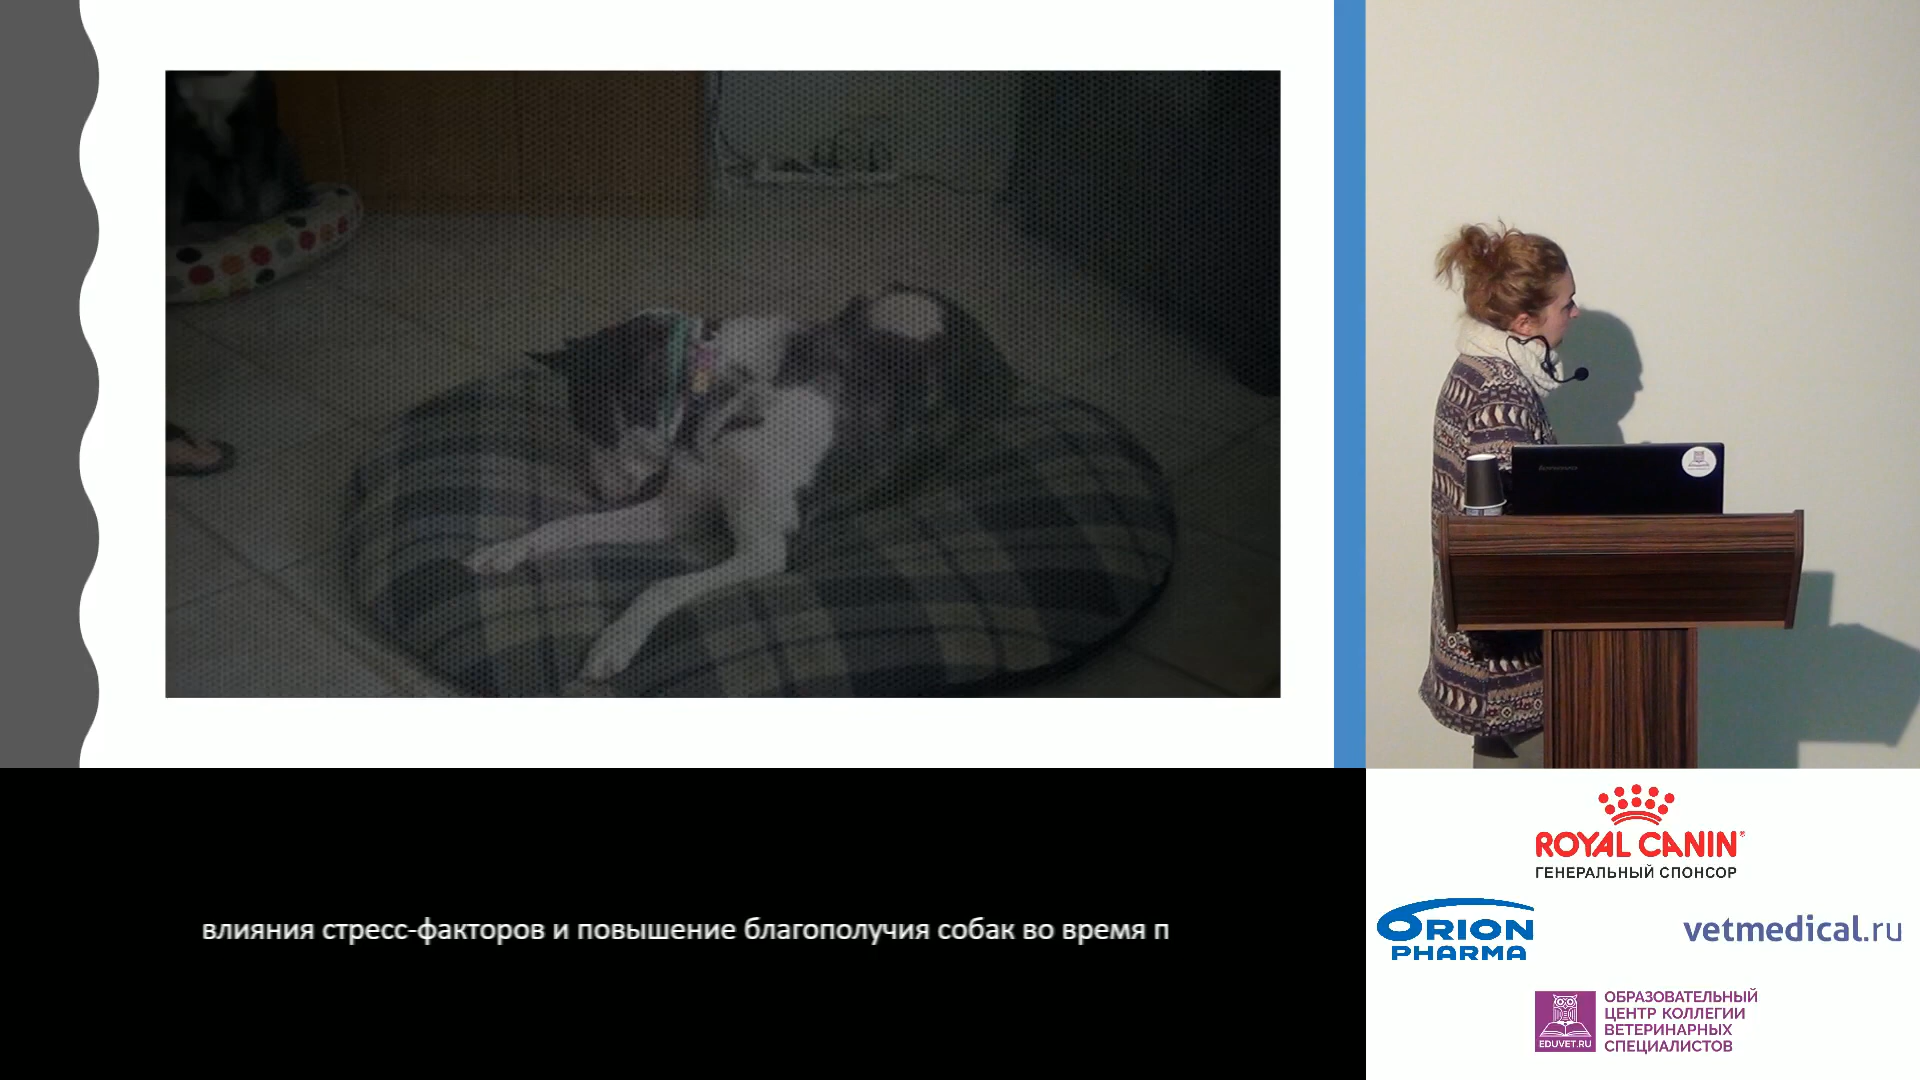 lenovo
влияния стресс-факторов и повышение благополучия собак во время п
ROYAL CANIN®
ГЕНЕРАЛЬНЫЙ СПОНСОР
ORION
PHARMA
vetmedical.ru
EDUVET.RU
ОБРАЗОВАТЕЛЬНЫЙ
ЦЕНТР КОЛЛЕГИИ
ВЕТЕРИНАРНЫХ
СПЕЦИАЛИСТОВ